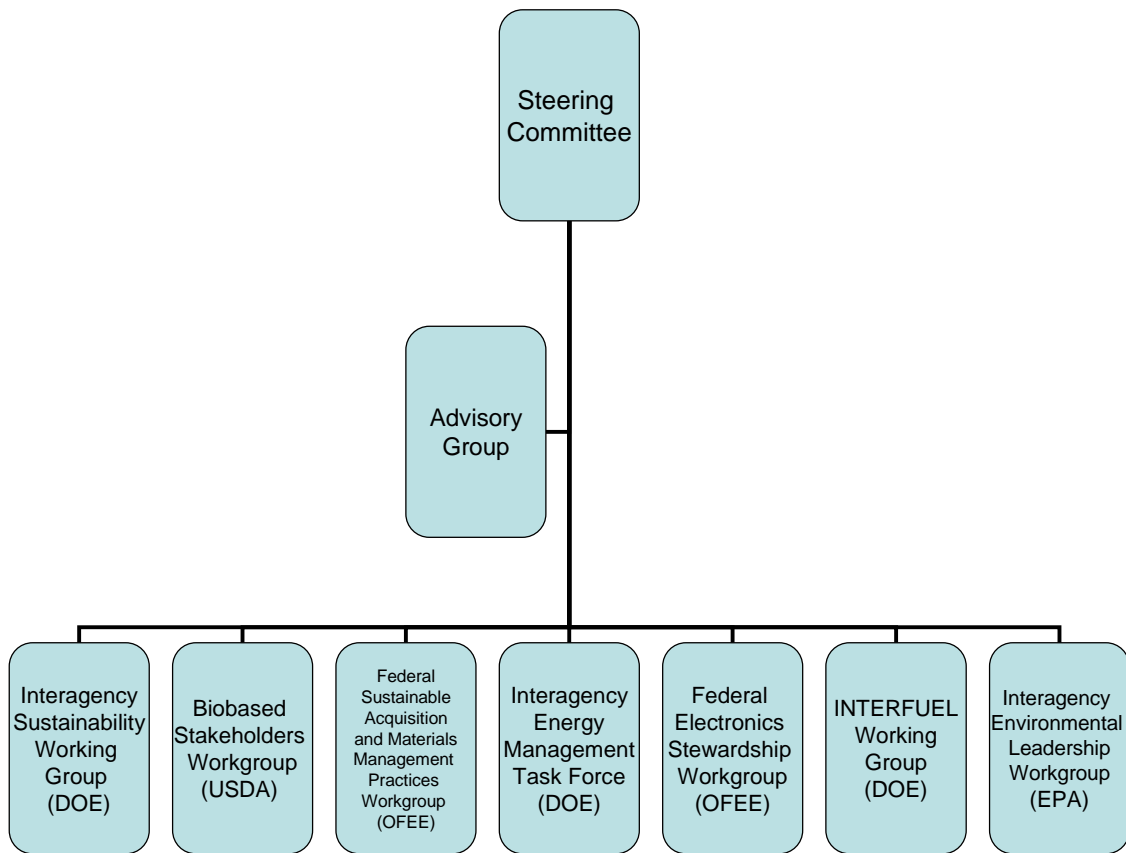 Steering
Committee
Advisory
Group
Interagency
Sustainability
Working
Group
(DOE)
Biobased
Stakeholders
Workgroup
(USDA)
Federal
Sustainable
Acquisition
and Materials
Management
Practices
Workgroup
(OFEE)
Interagency
Energy
Management
Task Force
(DOE)
Federal
Electronics
Stewardship
Workgroup
(OFEE)
INTERFUEL
Working
Group
(DOE)
Interagency
Environmental
Leadership
Workgroup
(EPA)